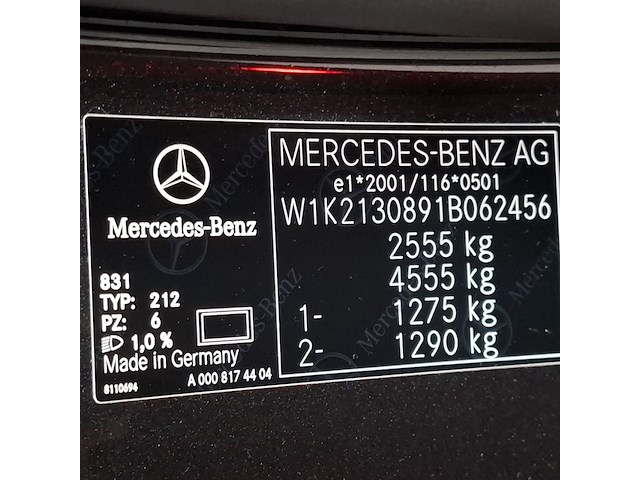 Mercedes-Benz
831
TYP: 212
PZ: 6
1,0 %
Made in Germany
8110694
A 000 817 44 04
MERCEDES-BENZ AG
e1*2001/116*0501
W1K2130891B062456
2555 kg
4555 kg
1- 1275 kg
2- 1290 kg